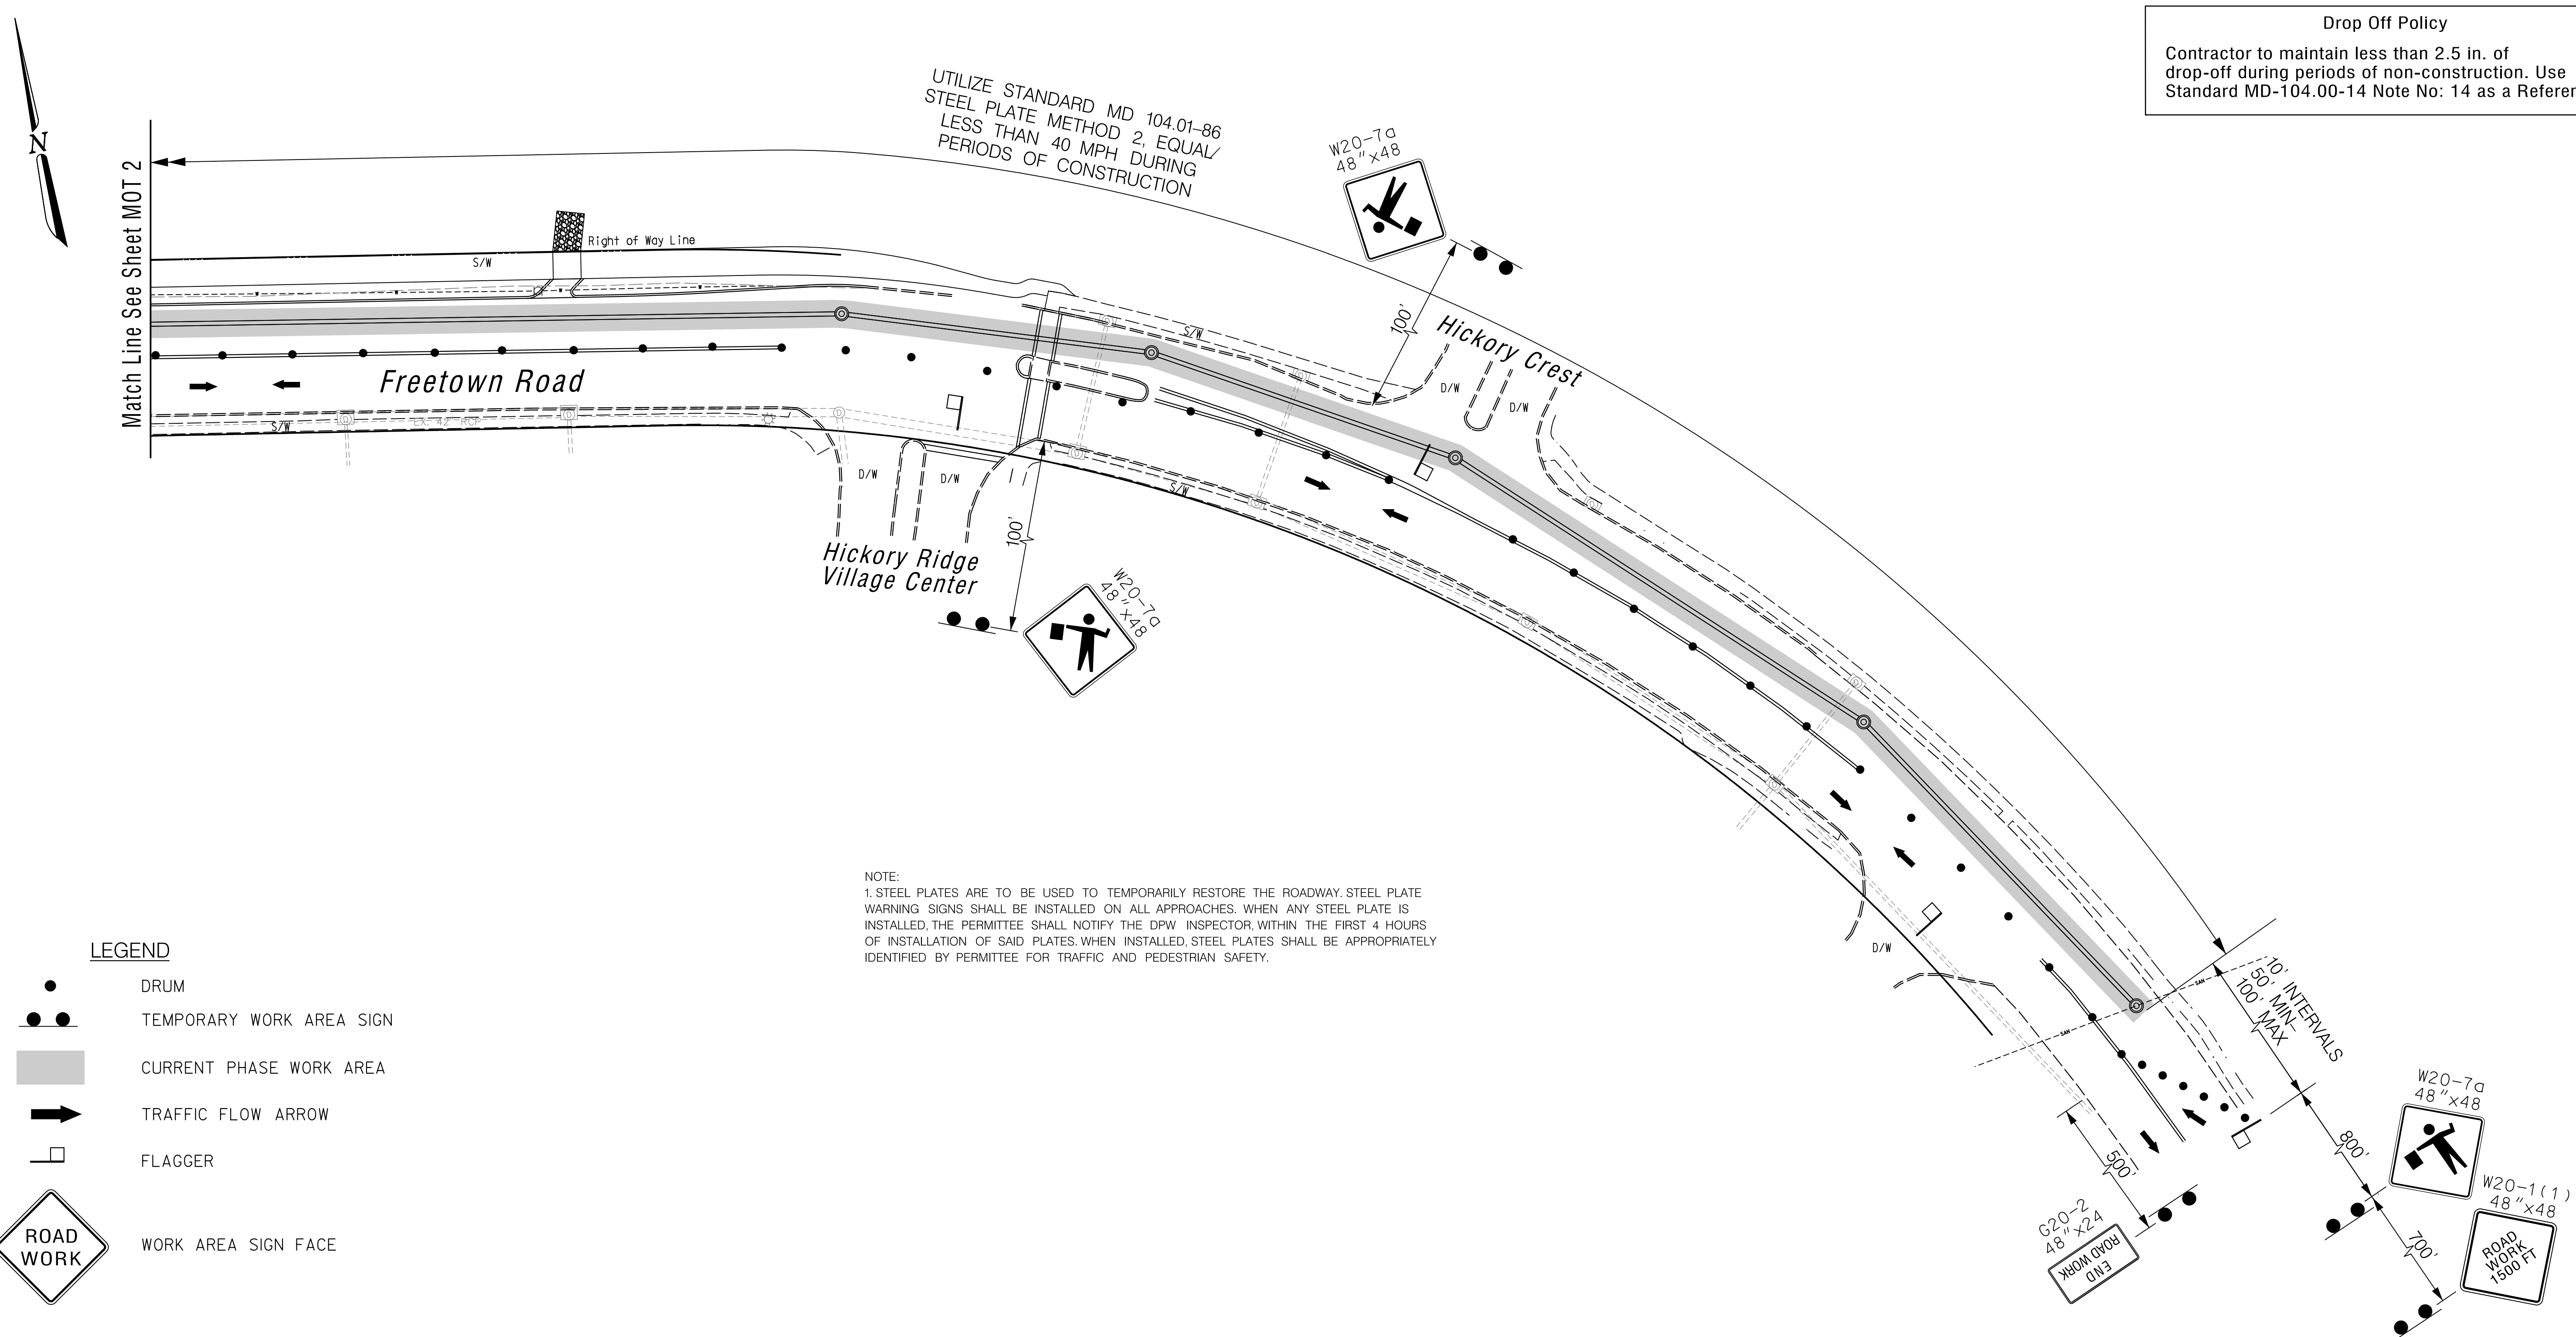 Drop Off Policy
Contractor to maintain less than 2.5 in. of
drop-off during periods of non-construction. Use
Standard MD-104.00-14 Note No: 14 as a Referen
N
Match Line See Sheet MOT 2
UTILIZE STANDARD MD 104.01-86
STEEL PLATE METHOD 2, EQUAL/
LESS THAN 40 MPH DURING
PERIODS OF CONSTRUCTION
W20-7a
48"x48
100'
Right of Way Line
S/W
S/W
Hickory Crest
D/W
D/W
Freetown Road
S/W
EX. 42" RCP
D/W
D/W
S/W
100'
Hickory Ridge
Village Center
W20-7a
48"x48
NOTE:
1. STEEL PLATES ARE TO BE USED TO TEMPORARILY RESTORE THE ROADWAY. STEEL PLATE
WARNING SIGNS SHALL BE INSTALLED ON ALL APPROACHES. WHEN ANY STEEL PLATE IS
INSTALLED, THE PERMITTEE SHALL NOTIFY THE DPW INSPECTOR, WITHIN THE FIRST 4 HOURS
OF INSTALLATION OF SAID PLATES. WHEN INSTALLED, STEEL PLATES SHALL BE APPROPRIATELY
IDENTIFIED BY PERMITTEE FOR TRAFFIC AND PEDESTRIAN SAFETY.
D/W
SAN
SAN
10' INTERVALS
50' MIN-
100' MAX
800'
W20-7a
48"x48
500'
700'
W20-1(1)
48"x48
ROAD
WORK
1500 FT
G20-2
48"x24
END
ROAD WORK
LEGEND
DRUM
TEMPORARY WORK AREA SIGN
CURRENT PHASE WORK AREA
TRAFFIC FLOW ARROW
FLAGGER
ROAD
WORK
WORK AREA SIGN FACE